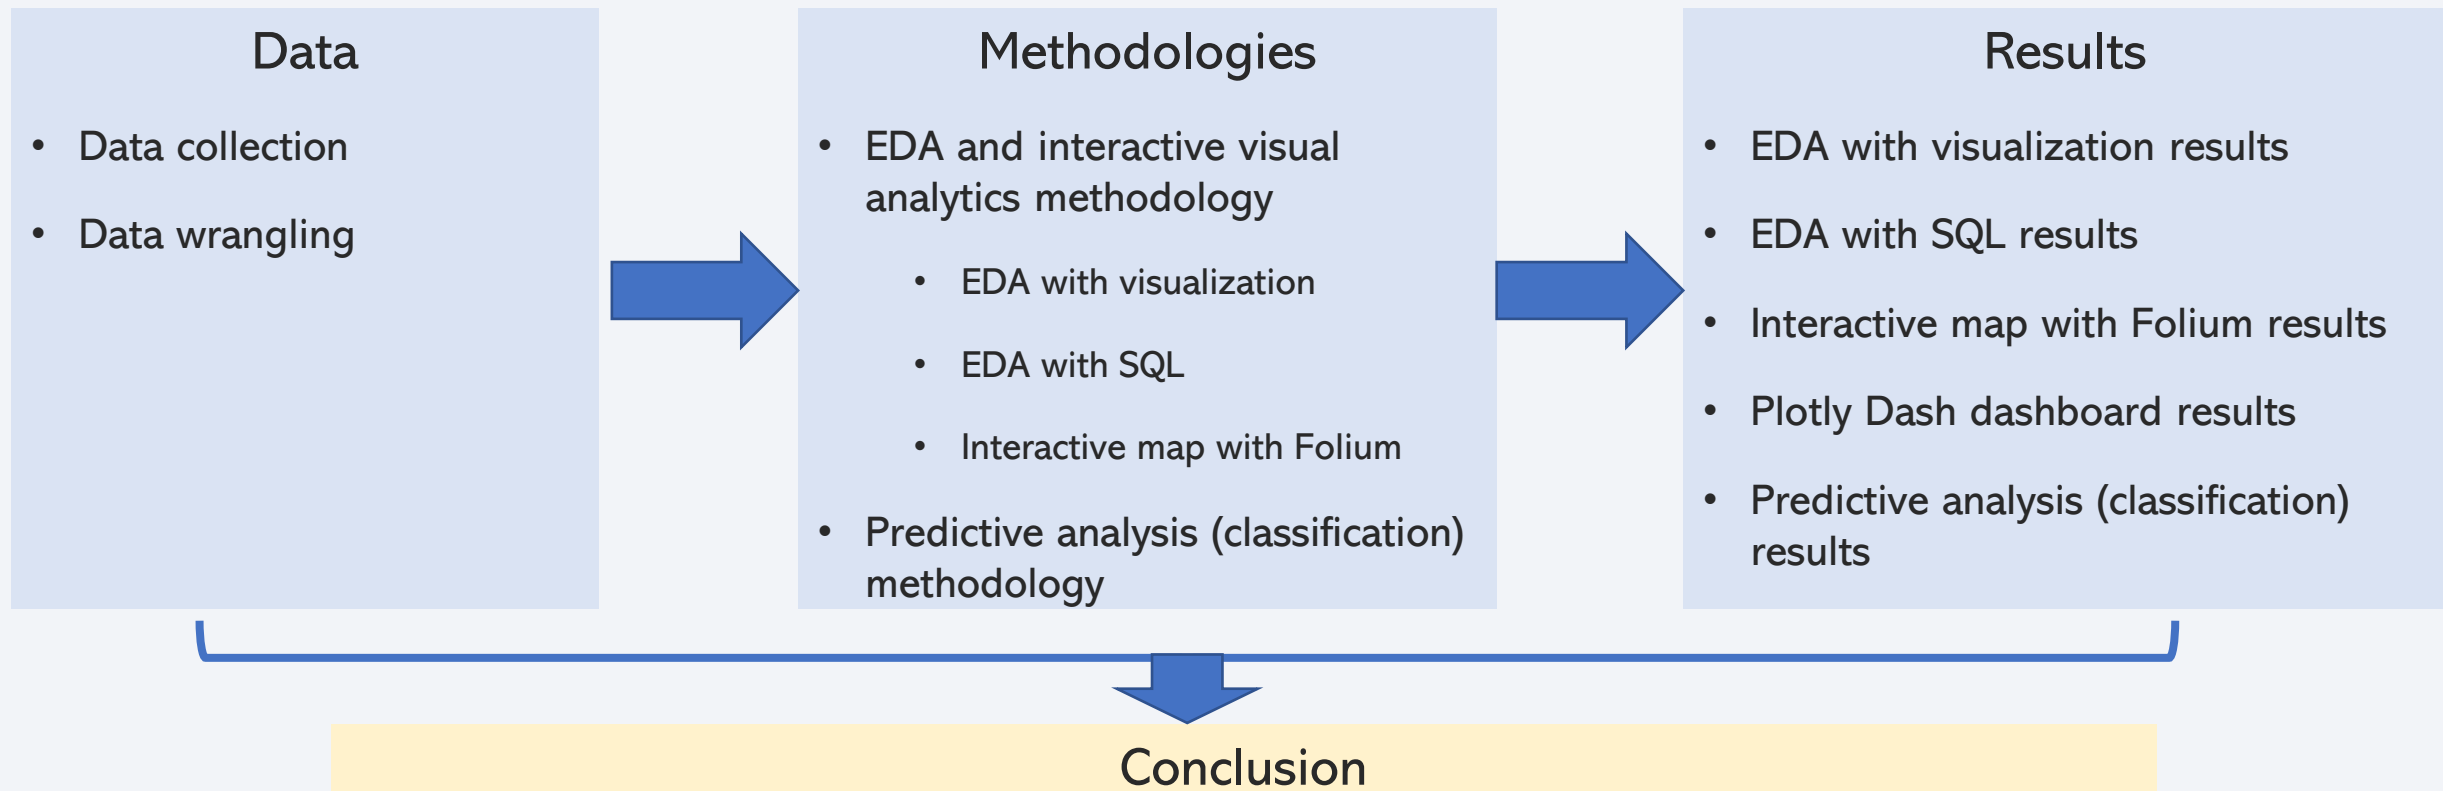 Data
• Data collection
• Data wrangling
Methodologies
• EDA and interactive visual
analytics methodology
• EDA with visualization
• EDA with SQL
• Interactive map with Folium
• Predictive analysis (classification)
methodology
Results
• EDA with visualization results
• EDA with SQL results
• Interactive map with Folium results
• Plotly Dash dashboard results
• Predictive analysis (classification)
results
Conclusion